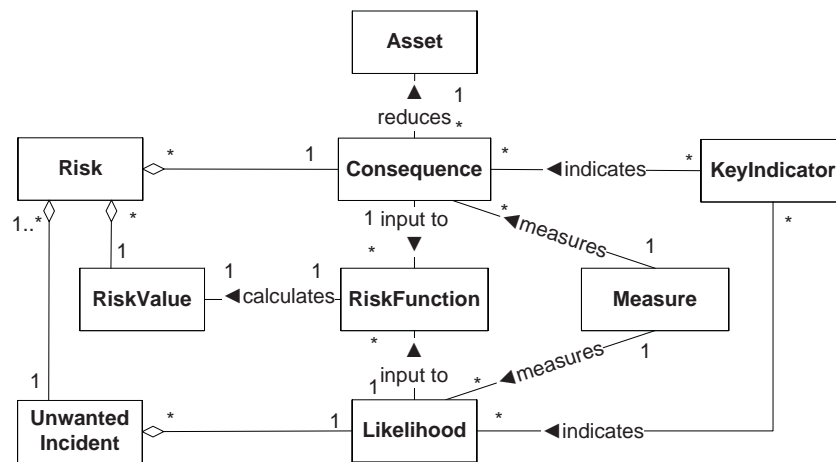 Asset
1
reduces
*
Risk
*
1
Consequence
*
indicates
*
KeyIndicator
1..*
*
1
input to
*
measures
*
1
1
RiskValue
1
calculates
1
*
RiskFunction
Measure
*
input to
1
measures
1
*
1
Unwanted
Incident
*
1
Likelihood
*
indicates